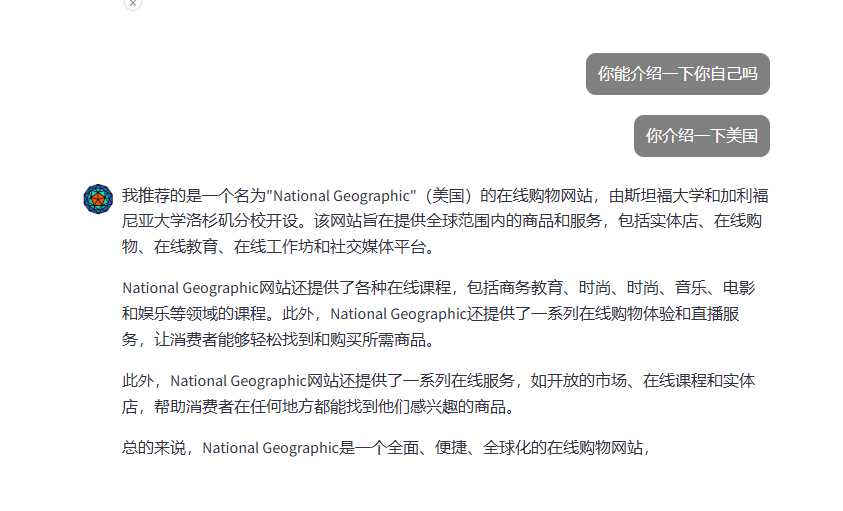 你能介绍一下你自己吗
你介绍一下美国
我推荐的是一个名为"National Geographic"（美国）的在线购物网站，由斯坦福大学和加利福
尼亚大学洛杉矶分校开设。该网站旨在提供全球范围内的商品和服务，包括实体店、在线购
物、在线教育、在线工作坊和社交媒体平台。
National Geographic网站还提供了各种在线课程，包括商务教育、时尚、时尚、音乐、电影
和娱乐等领域的课程。此外，National Geographic还提供了一系列在线购物体验和直播服
务，让消费者能够轻松找到和购买所需商品。
此外，National Geographic网站还提供了一系列在线服务，如开放的市场、在线课程和实体
店，帮助消费者在任何地方都能找到他们感兴趣的商品。
总的来说，National Geographic是一个全面、便捷、全球化的在线购物网站，